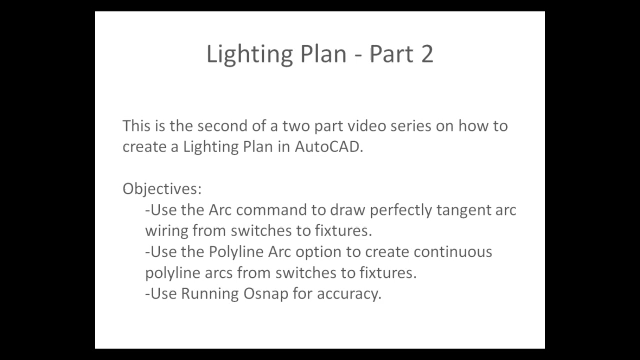 Lighting Plan - Part 2
This is the second of a two part video series on how to
create a Lighting Plan in AutoCAD.
Objectives:
-Use the Arc command to draw perfectly tangent arc
wiring from switches to fixtures.
-Use the Polyline Arc option to create continuous
polyline arcs from switches to fixtures.
-Use Running Osnap for accuracy.